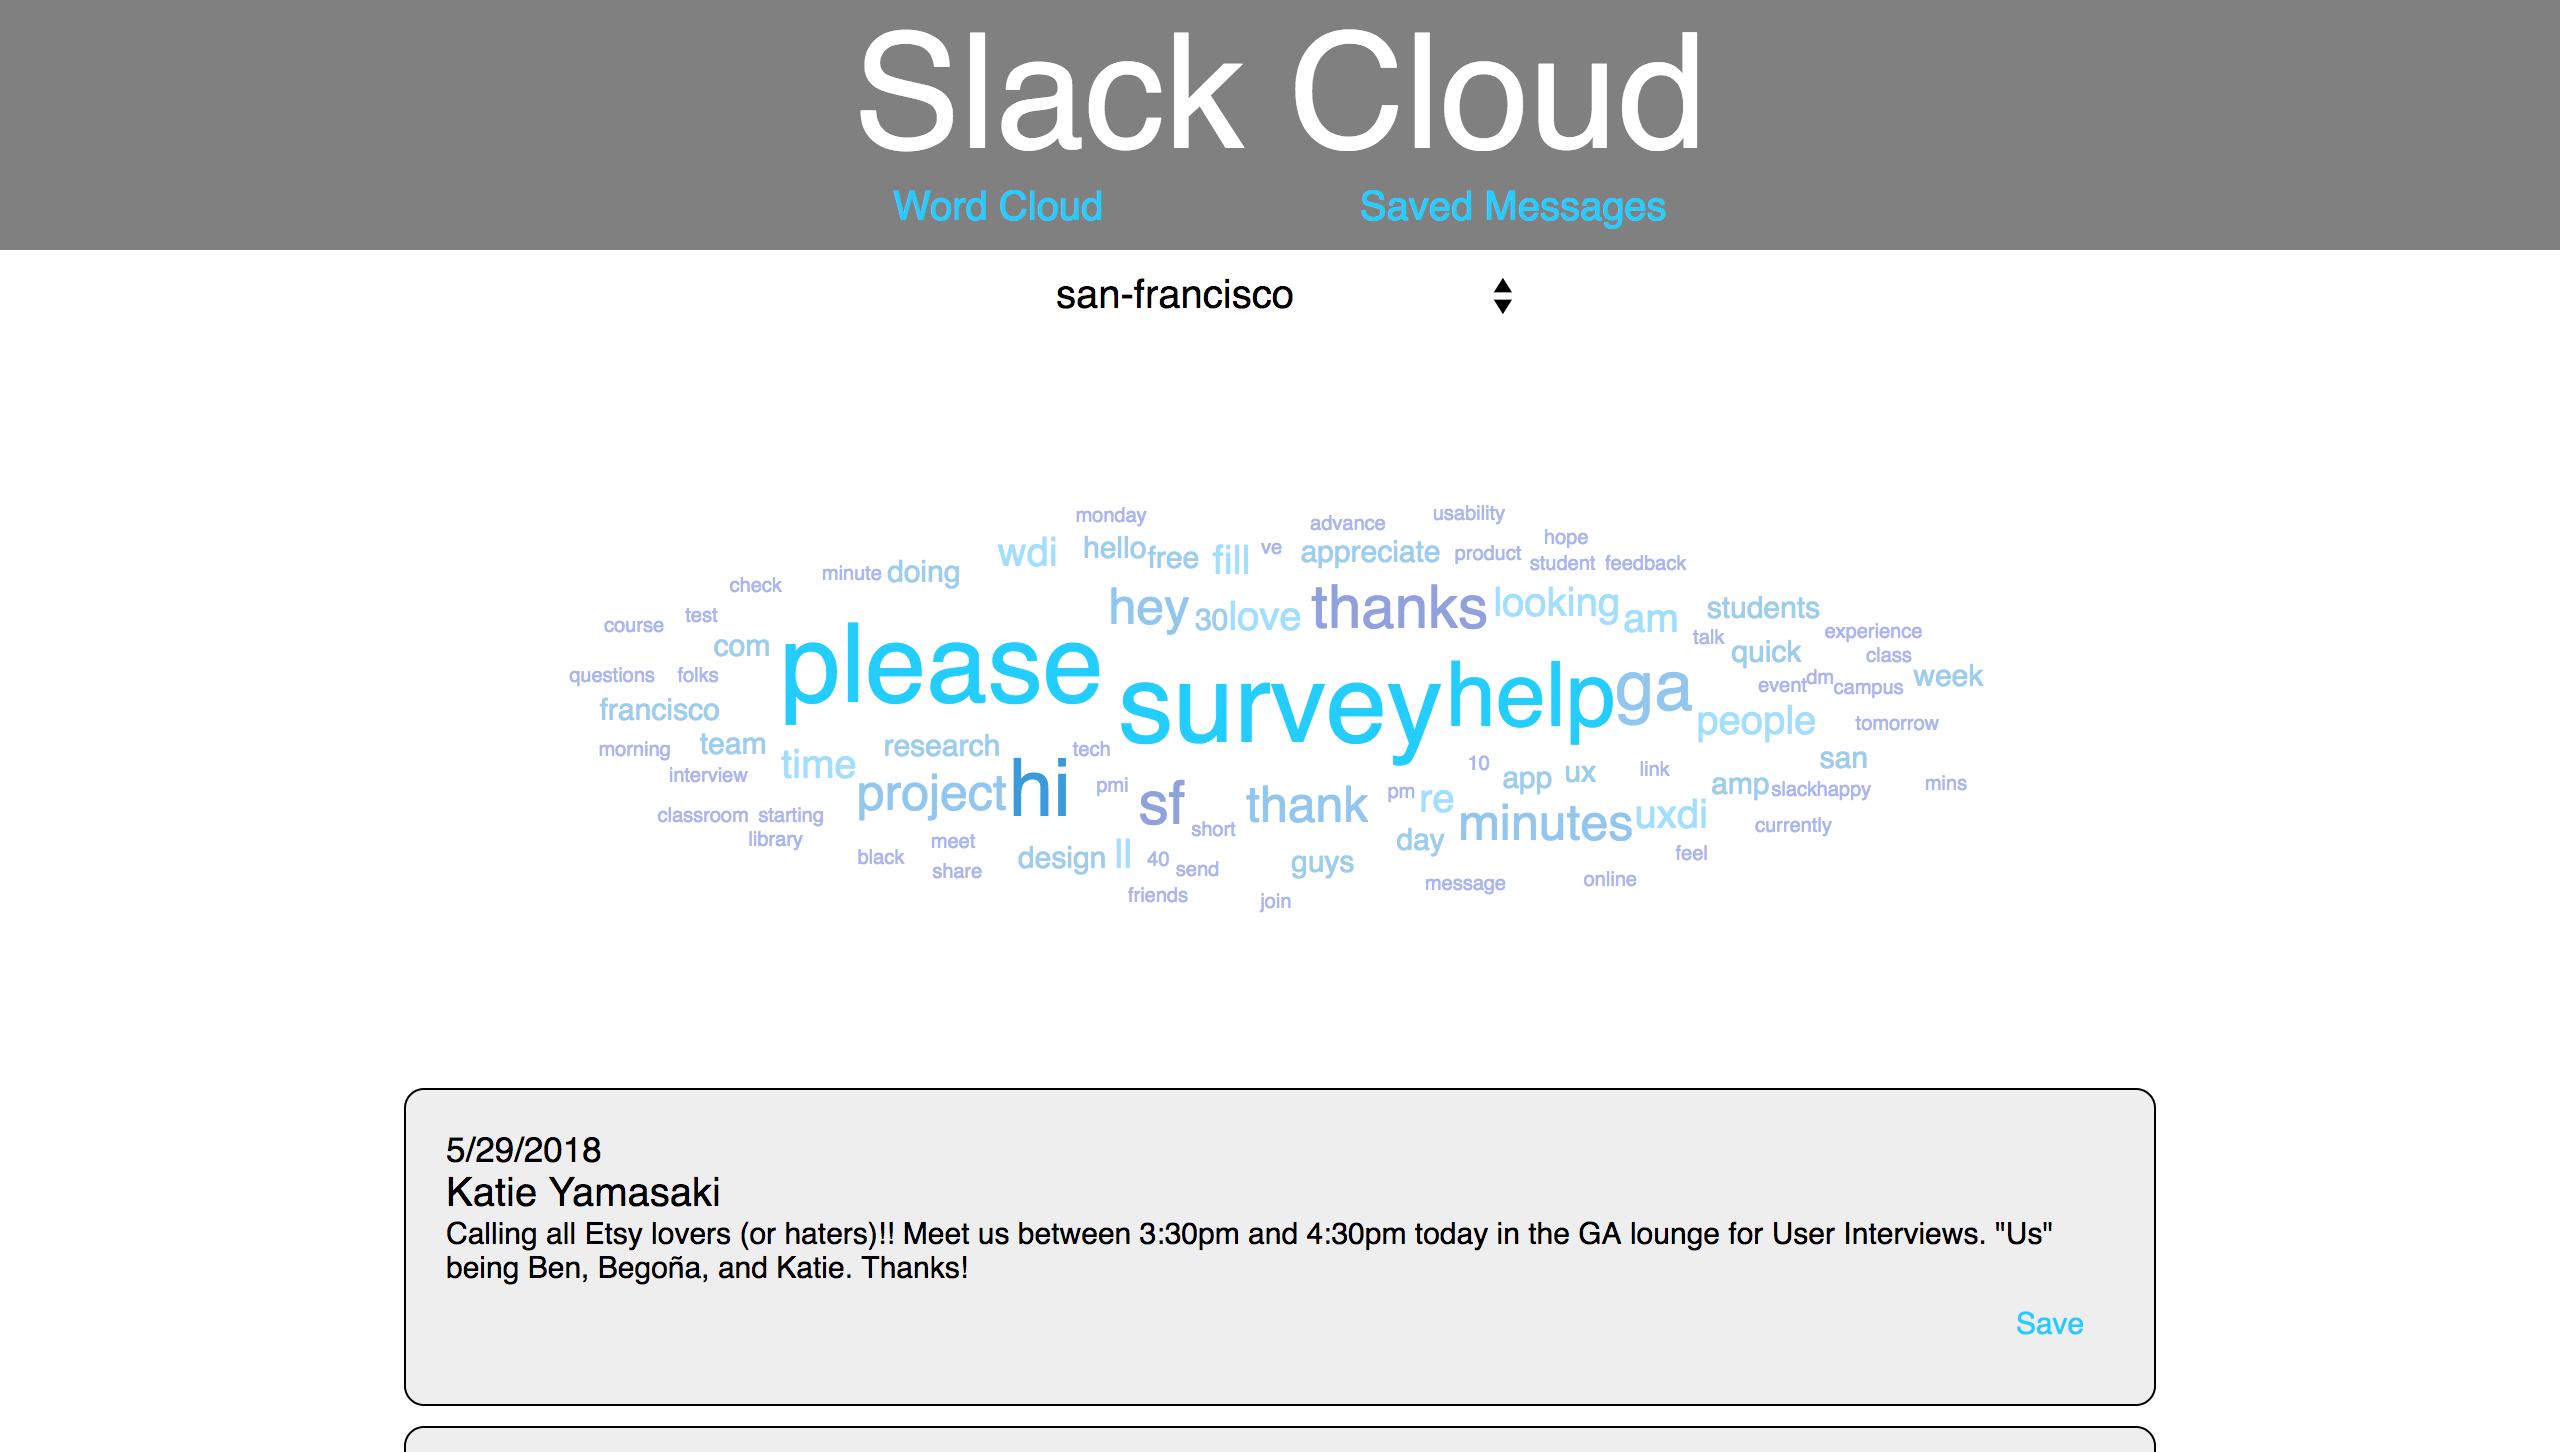 Slack Cloud
Word Cloud Saved Messages
san-francisco
monday advance usability
hope
wdi hello free fill ve appreciate product student feedback
check minute doing
course test hey 30 love thanks looking am students
com please talk quick experience
class
questions folks survey help ga event dm campus week
francisco people tomorrow
morning team time research tech san
interview project hi pmi sf short thank pm re 10 app ux link amp slackhappy mins
classroom starting minutes uxdi currently
library black meet design ll 40 send guys day feel
share message online
friends join
5/29/2018
Katie Yamasaki
Calling all Etsy lovers (or haters)!! Meet us between 3:30pm and 4:30pm today in the GA lounge for User Interviews. "Us"
being Ben, Begoña, and Katie. Thanks!
Save